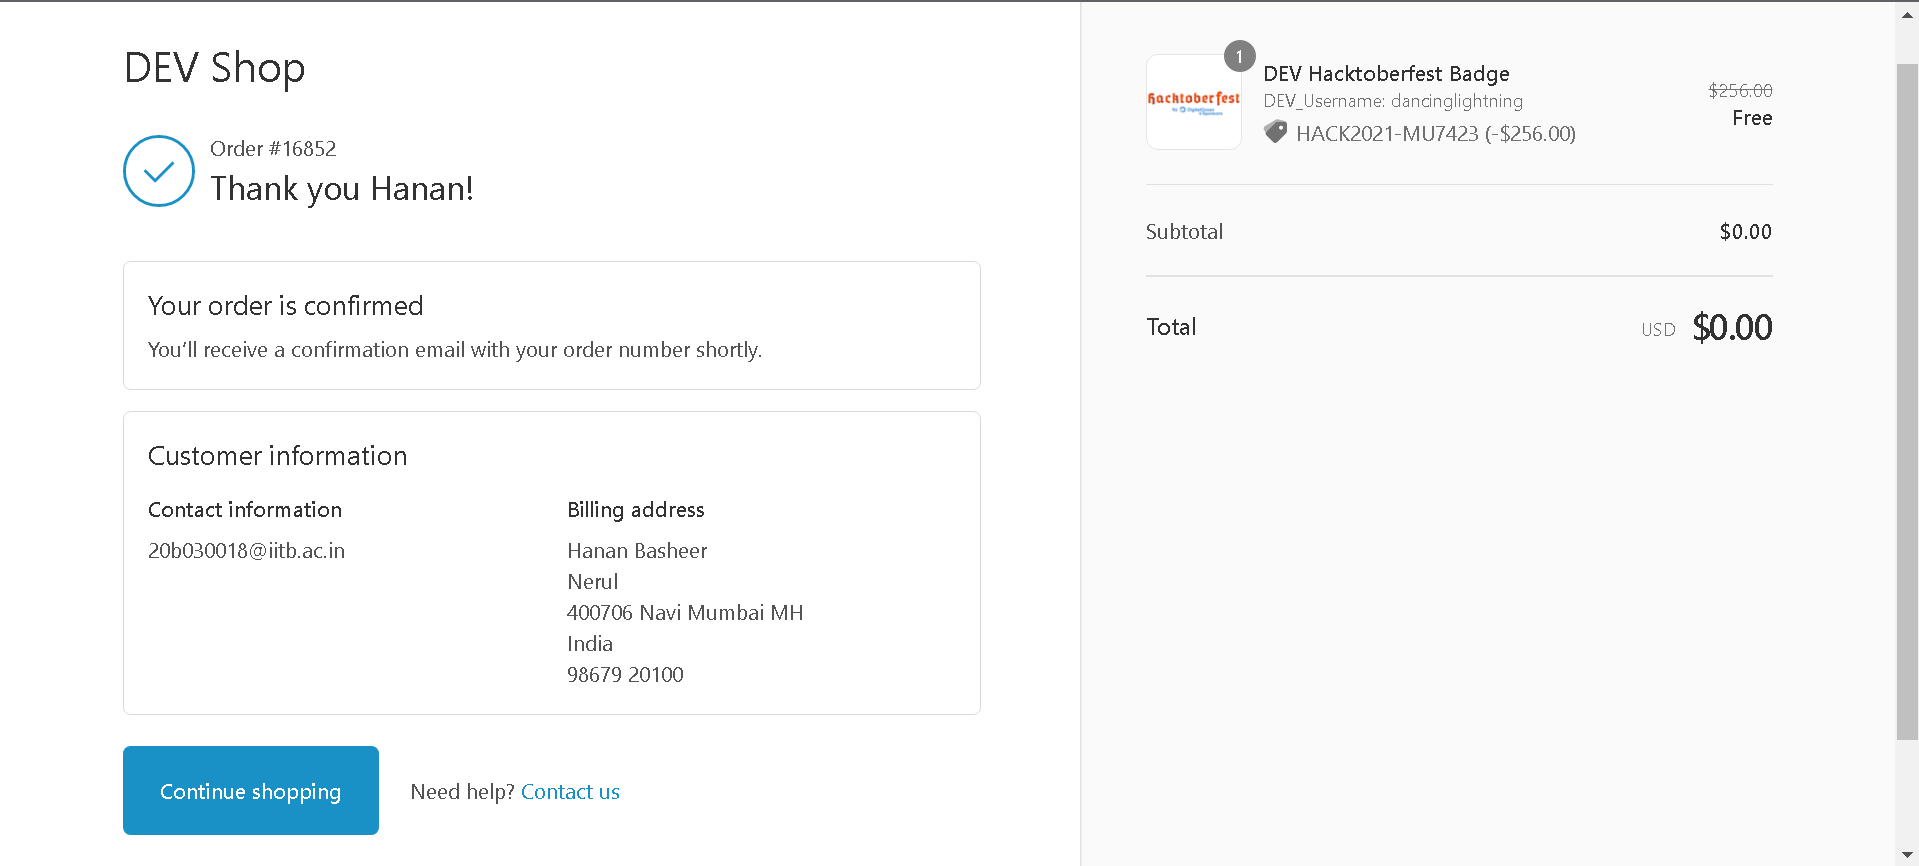 DEV Shop
Order #16852
Thank you Hanan!
Your order is confirmed
You'll receive a confirmation email with your order number shortly.
Customer information
Contact information
20b030018@iitb.ac.in
Billing address
Hanan Basheer
Nerul
400706 Navi Mumbai MH
India
98679 20100
Continue shopping
Need help? Contact us
hacktoberfest
by DigitalOcean
1
DEV Hacktoberfest Badge
DEV_Username: dancinglightning
HACK2021-MU7423 (-$256.00)
$256.00
Free
Subtotal
$0.00
Total
USD $0.00